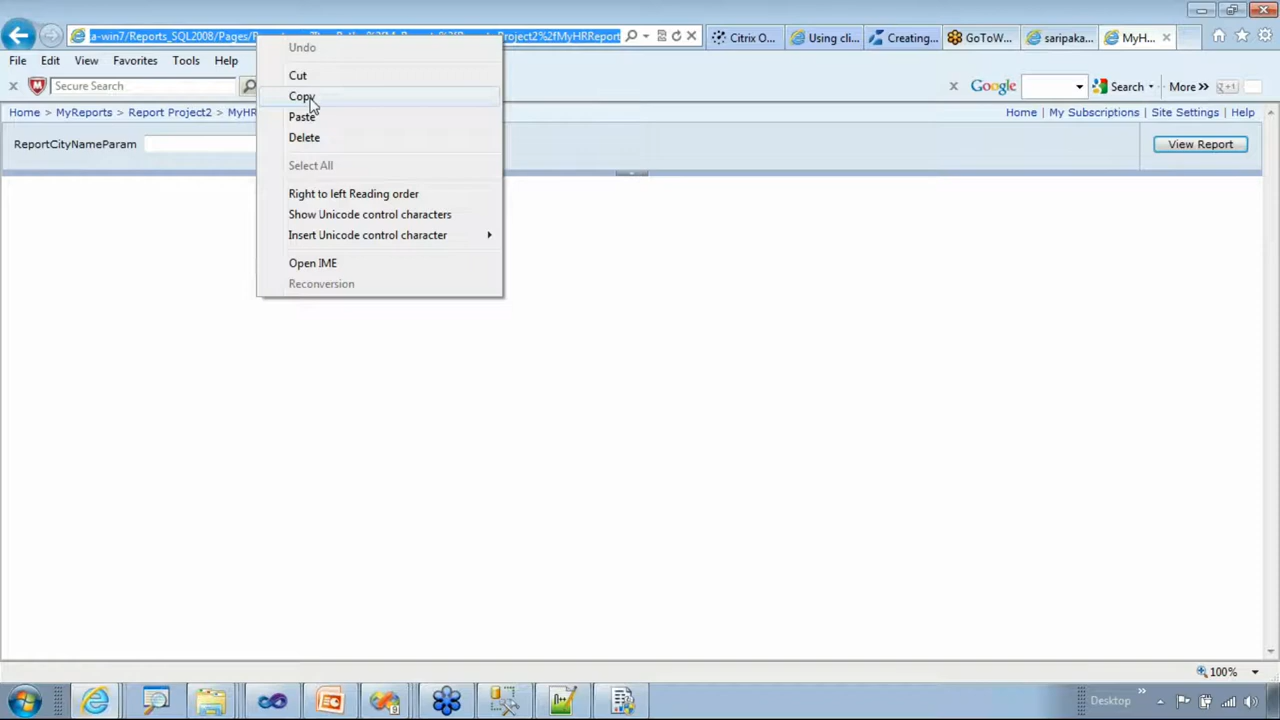 a-win7/Reports_SQL2008/Pages/ Project2%2fMyHRReport
Citrix O...
Using cli...
Creating...
GoToW...
saripaka...
MyH...
File Edit View Favorites Tools Help
Secure Search
Google
Search
More »
Home > MyReports > Report Project2 >
Home | My Subscriptions | Site Settings | Help
ReportCityNameParam
View Report
Undo
Cut
Copy
Paste
Delete
Select All
Right to left Reading order
Show Unicode control characters
Insert Unicode control character
Open IME
Reconversion
100%
Desktop